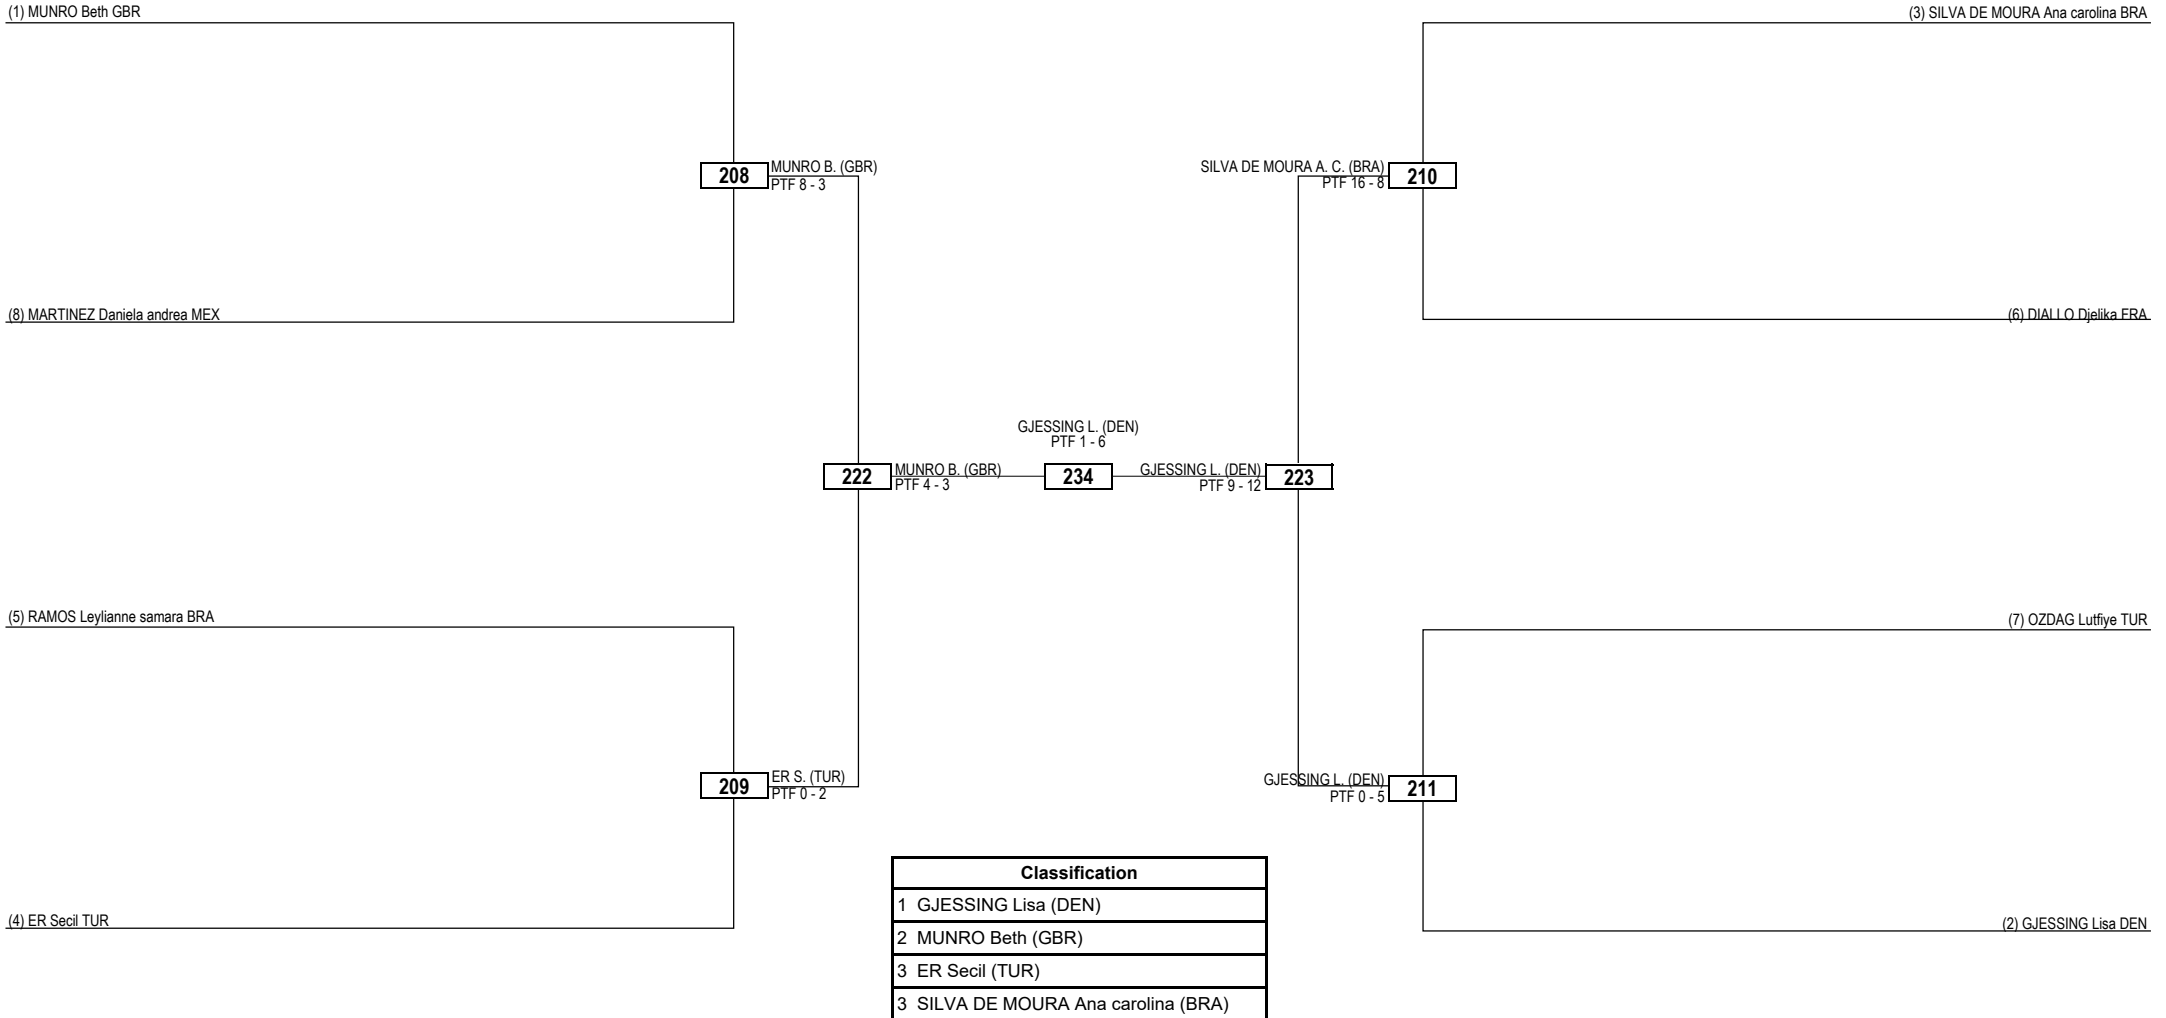 (1) MUNRO Beth GBR
(3) SILVA DE MOURA Ana carolina BRA
208
MUNRO B. (GBR)
PTF 8 - 3
SILVA DE MOURA A. C. (BRA)
PTF 16 - 8
210
(8) MARTINEZ Daniela andrea MEX
(6) DIALLO Djelika FRA
GJESSING L. (DEN)
PTF 1 - 6
222
MUNRO B. (GBR)
PTF 4 - 3
234
GJESSING L. (DEN)
PTF 9 - 12
223
(5) RAMOS Leylianne samara BRA
(7) OZDAG Lutfiye TUR
209
ER S. (TUR)
PTF 0 - 2
GJESSING L. (DEN)
PTF 0 - 5
211
(4) ER Secil TUR
(2) GJESSING Lisa DEN
Classification
1 GJESSING Lisa (DEN)
2 MUNRO Beth (GBR)
3 ER Secil (TUR)
3 SILVA DE MOURA Ana carolina (BRA)